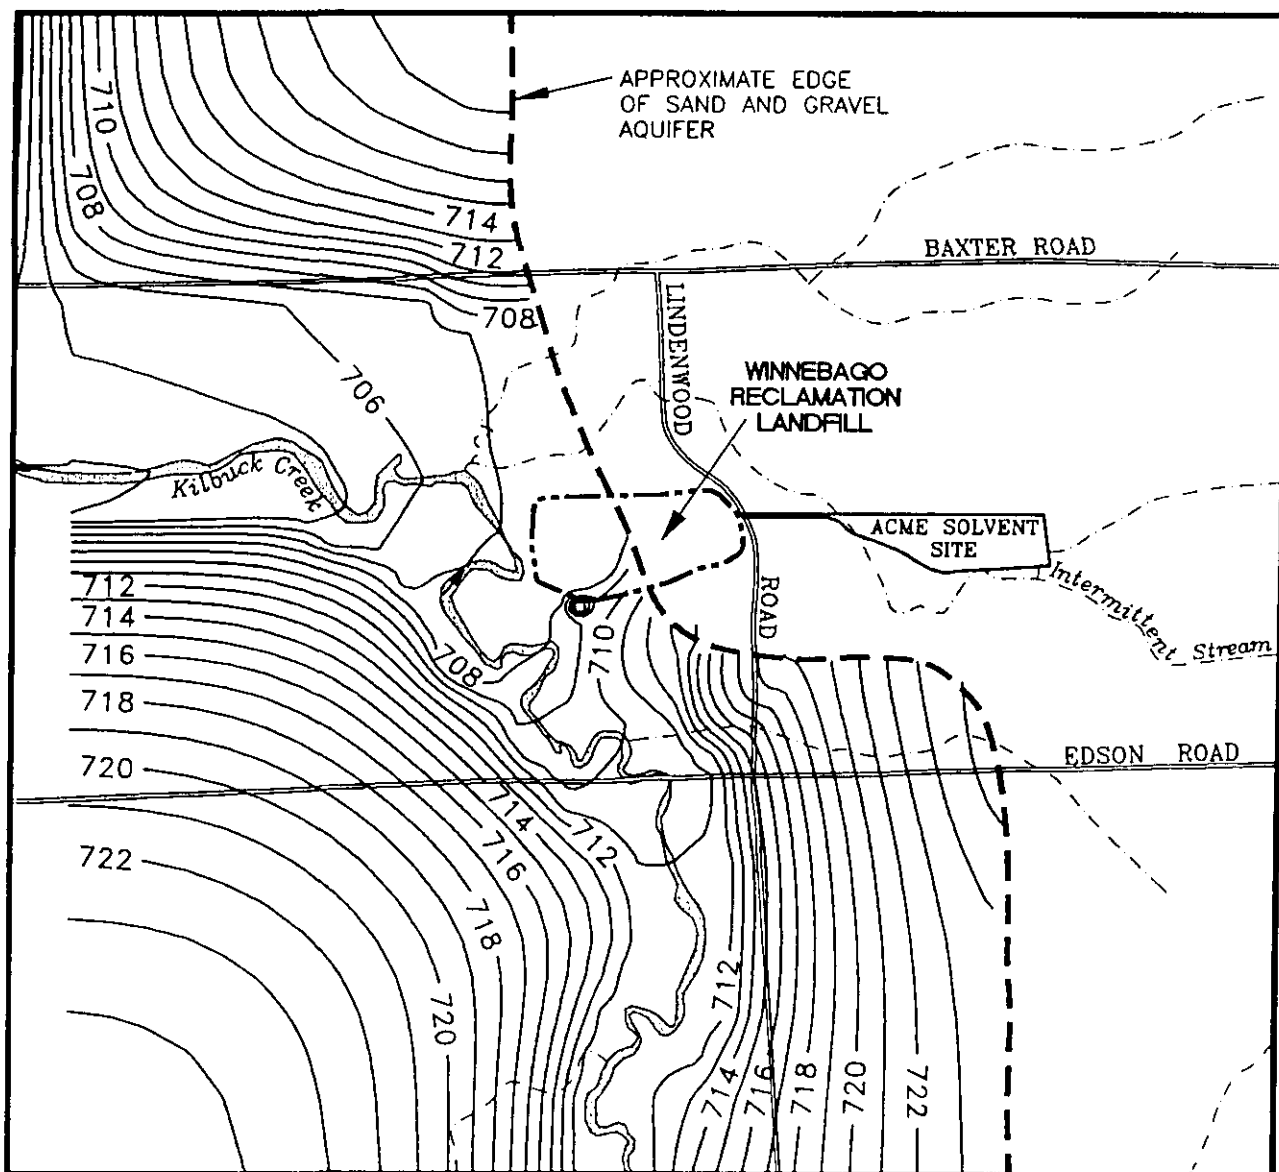 APPROXIMATE EDGE
OF SAND AND GRAVEL
AQUIFER
710
708
714
712
BAXTER ROAD
708
LINDENWOOD
WINNEBAGO
RECLAMATION
LANDFILL
706
Kilbuck Creek
ACME SOLVENT
SITE
ROAD
Intermittent Stream
712
714
716
718
720
722
708
710
EDSON ROAD
714
712
716
718
720
712
714
716
718
720
722